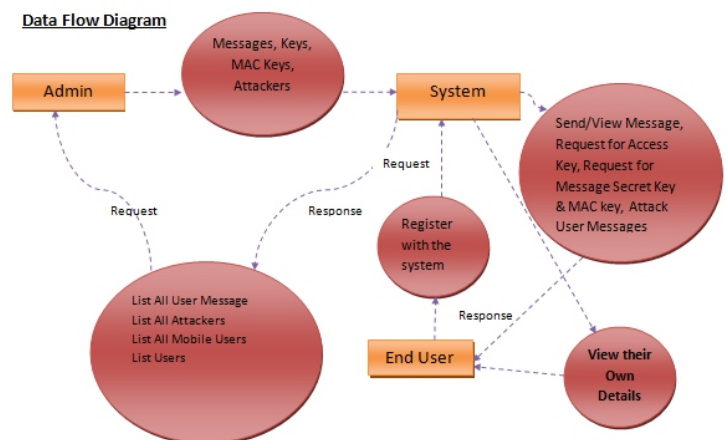 Data Flow Diagram
Messages, Keys,
MAC Keys,
Attackers
Admin
System
Send/View Message,
Request for Access
Key, Request for
Message Secret Key
& MAC key, Attack
User Messages
Request
Request
Response
Register
with the
system
List All User Message
List All Attackers
List All Mobile Users
List Users
Response
End User
View their
Own
Details